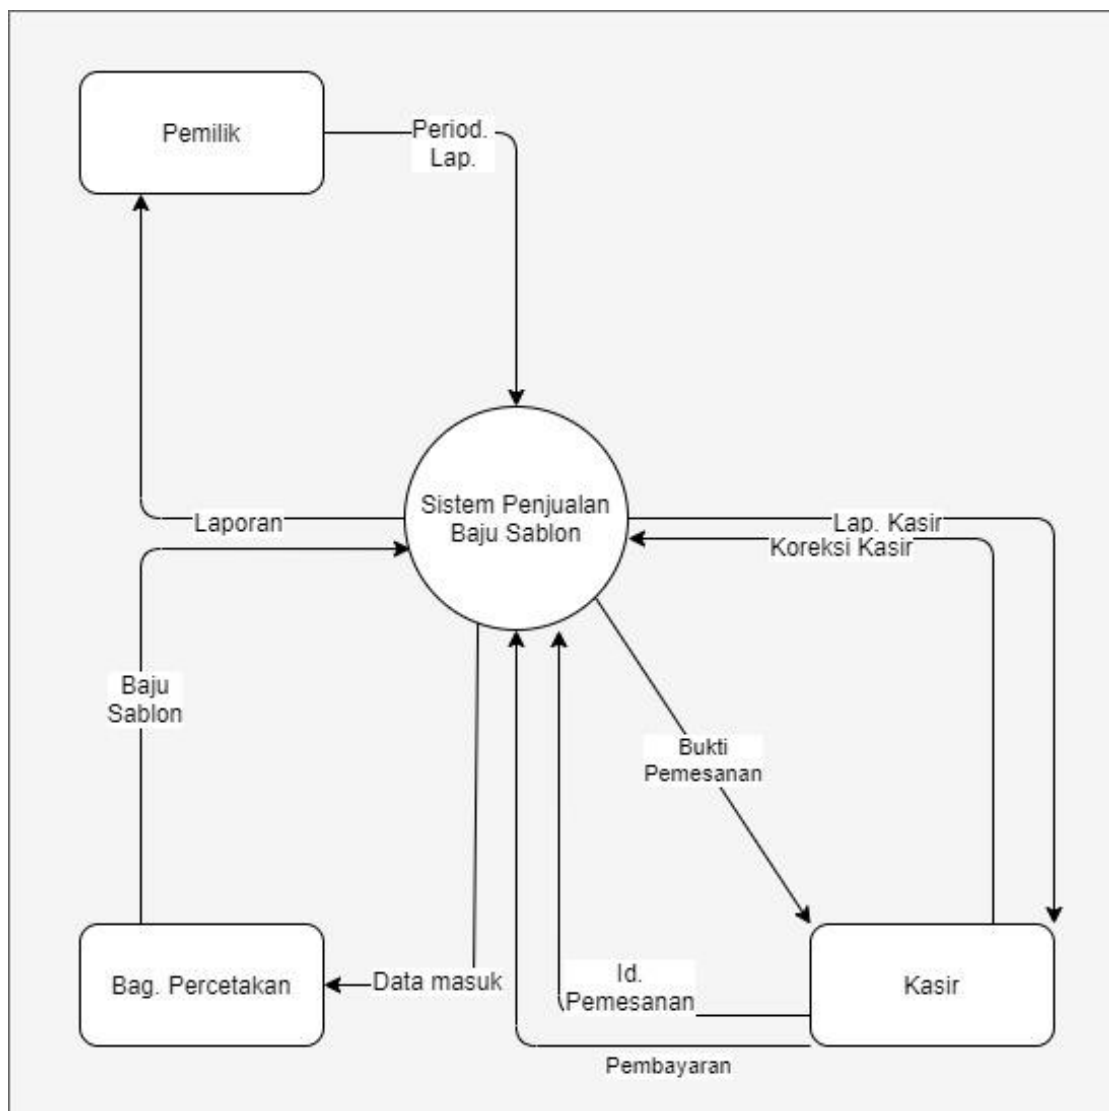 Pemilik
Period.
Lap.
Sistem Penjualan
Baju Sablon
Laporan
Lap. Kasir
Koreksi Kasir
Baju
Sablon
Bukti
Pemesanan
Bag. Percetakan
Data masuk
Id.
Pemesanan
Kasir
Pembayaran